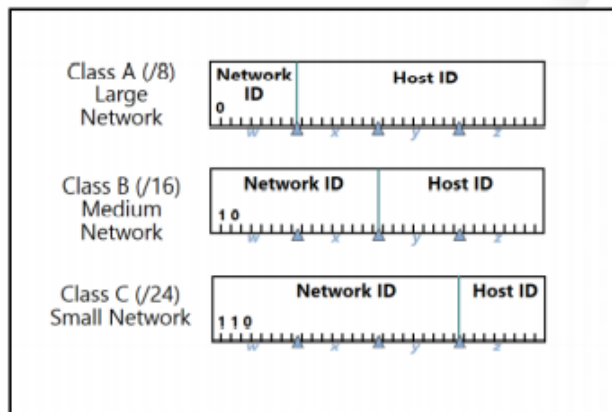 Class A (/8)
Large
Network
Network
ID
Host ID
0
w x y z
Class B (/16)
Medium
Network
Network ID
Host ID
1 0
w x y z
Class C (/24)
Small Network
Network ID
Host ID
1 1 0
w x y z